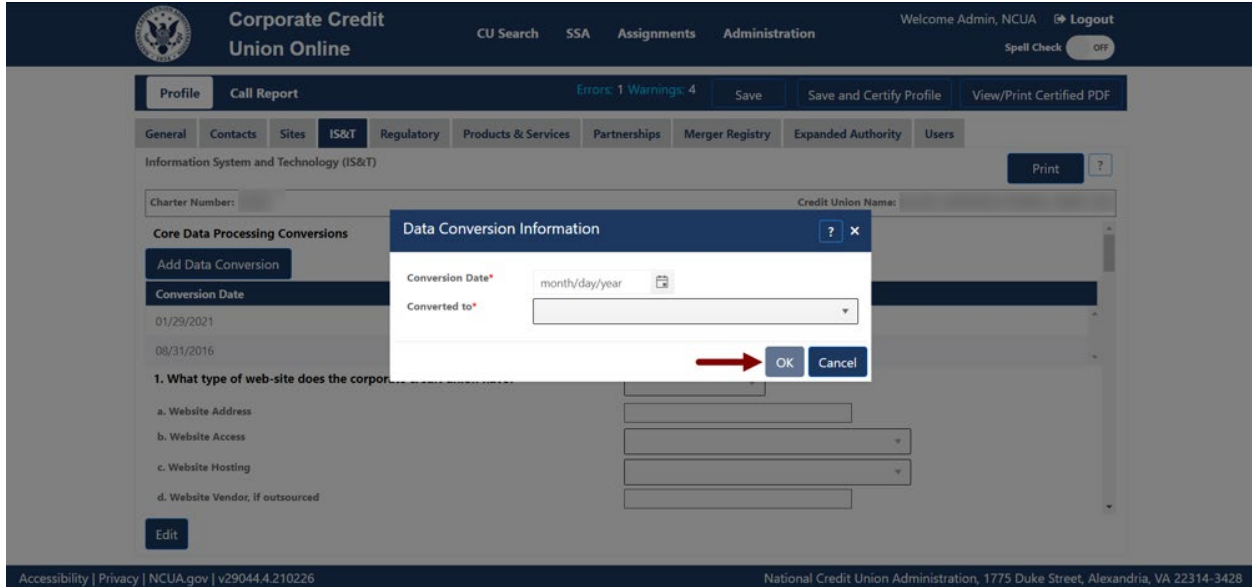 Corporate Credit Union Online
CU Search SSA Assignments Administration
Welcome Admin, NCUA Logout
Spell Check OFF
Profile Call Report Errors: 1 Warnings: 4 Save Save and Certify Profile View/Print Certified PDF
General Contacts Sites IS&T Regulatory Products & Services Partnerships Merger Registry Expanded Authority Users
Information System and Technology (IS&T)
Print ?
Charter Number: Credit Union Name:
Core Data Processing Conversions
Add Data Conversion
Conversion Date
01/29/2021
08/31/2016
Data Conversion Information ? ×
Conversion Date* month/day/year
Converted to*
OK Cancel
1. What type of web-site does the
a. Website Address
b. Website Access
c. Website Hosting
d. Website Vendor, if outsourced
Edit
Accessibility | Privacy | NCUA.gov | v29044.4.210226
National Credit Union Administration, 1775 Duke Street, Alexandria, VA 22314-3428